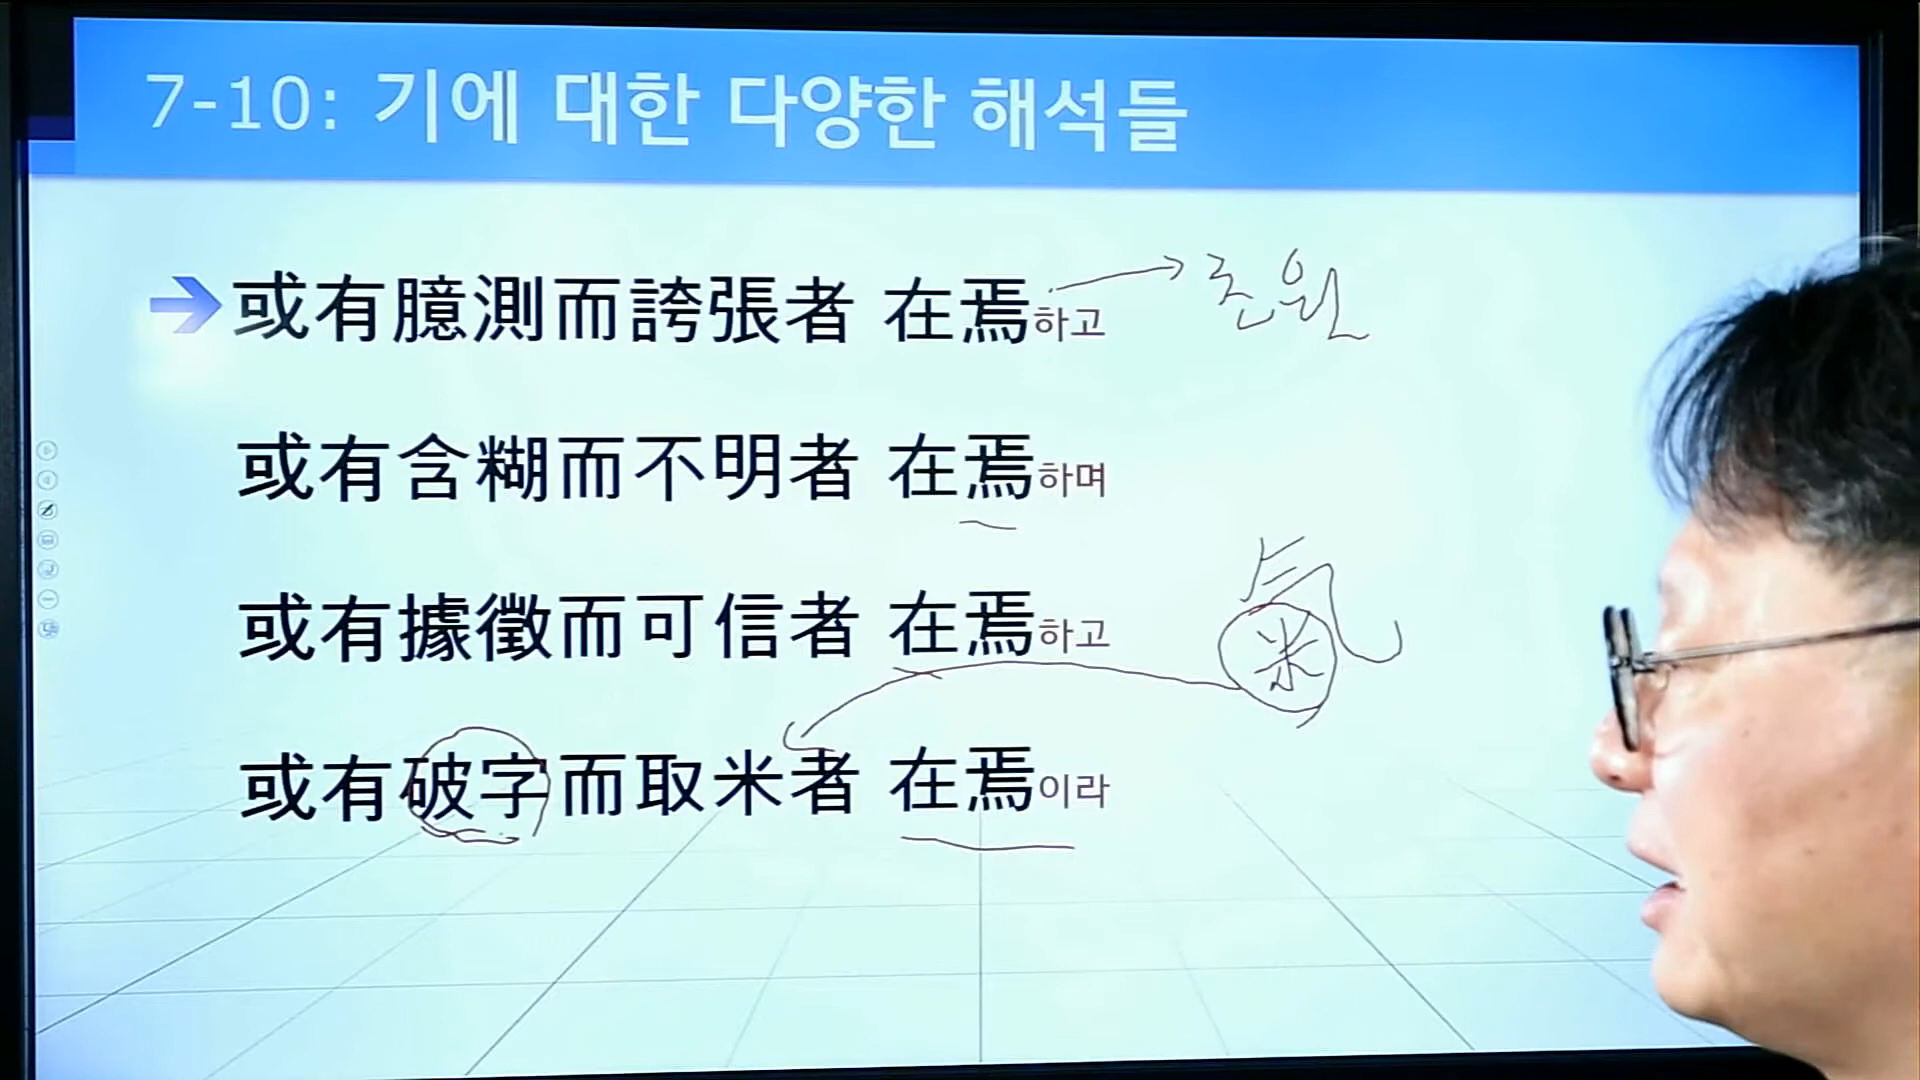 7-10: 기에 대한 다양한 해석들
或有臆測而誇張者 在焉하고
或有含糊而不明者 在焉하며
或有據徵而可信者 在焉하고
氣
或有破字而取米者 在焉이라